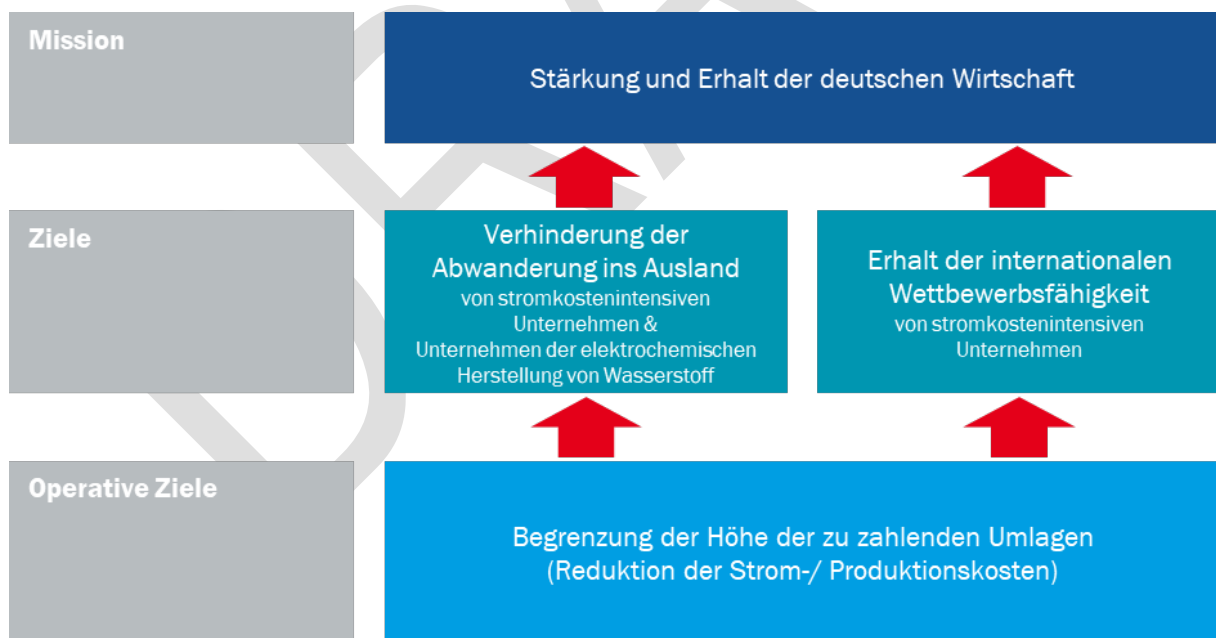 Mission
Stärkung und Erhalt der deutschen Wirtschaft
Ziele
Verhinderung der
Abwanderung ins Ausland
von stromkostenintensiven
Unternehmen &
Unternehmen der elektrochemischen
Herstellung von Wasserstoff
Erhalt der internationalen
Wettbewerbsfähigkeit
von stromkostenintensiven
Unternehmen
Operative Ziele
Begrenzung der Höhe der zu zahlenden Umlagen
(Reduktion der Strom-/ Produktionskosten)